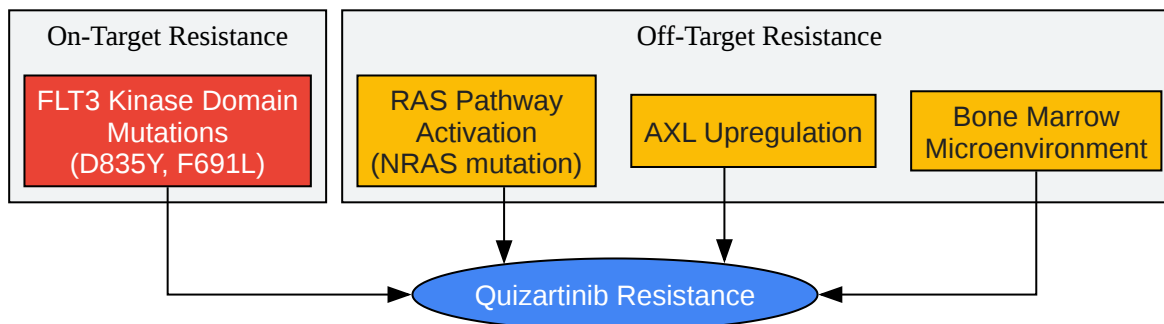 On-Target Resistance
Off-Target Resistance
FLT3 Kinase Domain
Mutations
(D835Y, F691L)
RAS Pathway
Activation
(NRAS mutation)
AXL Upregulation
Bone Marrow
Microenvironment
Quizartinib Resistance